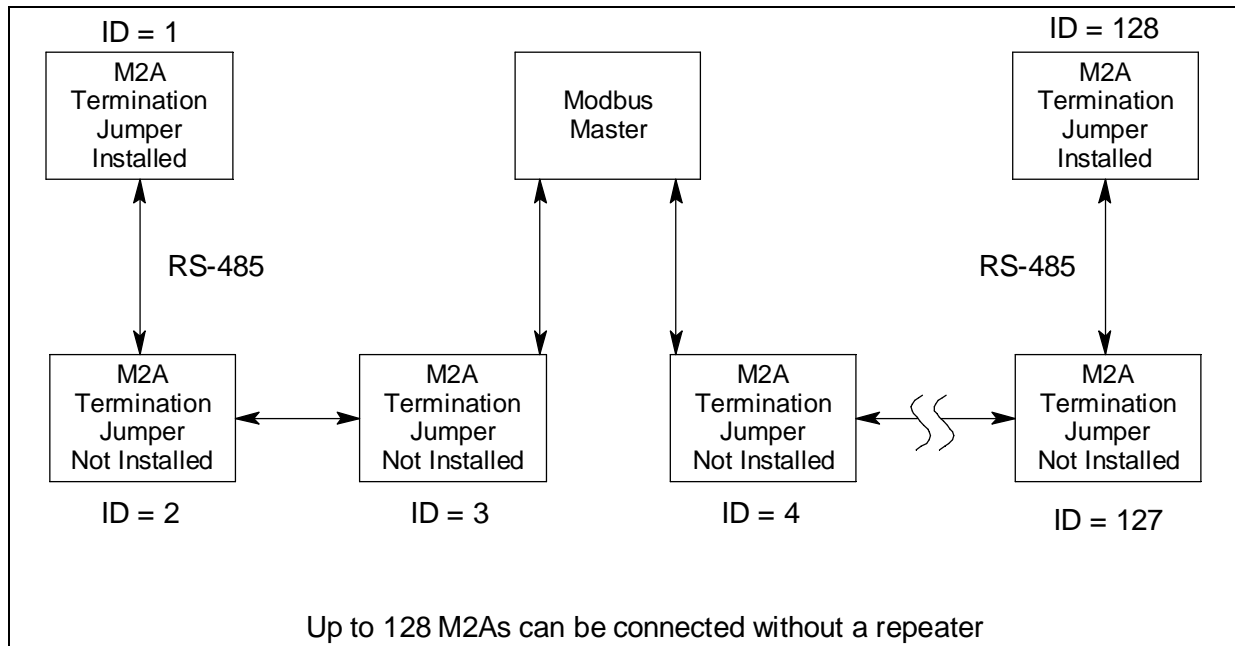 ID = 1
M2A
Termination
Jumper
Installed
Modbus
Master
ID = 128
M2A
Termination
Jumper
Installed
RS-485
RS-485
M2A
Termination
Jumper
Not Installed
ID = 2
M2A
Termination
Jumper
Not Installed
ID = 3
M2A
Termination
Jumper
Not Installed
ID = 4
M2A
Termination
Jumper
Not Installed
ID = 127
Up to 128 M2As can be connected without a repeater